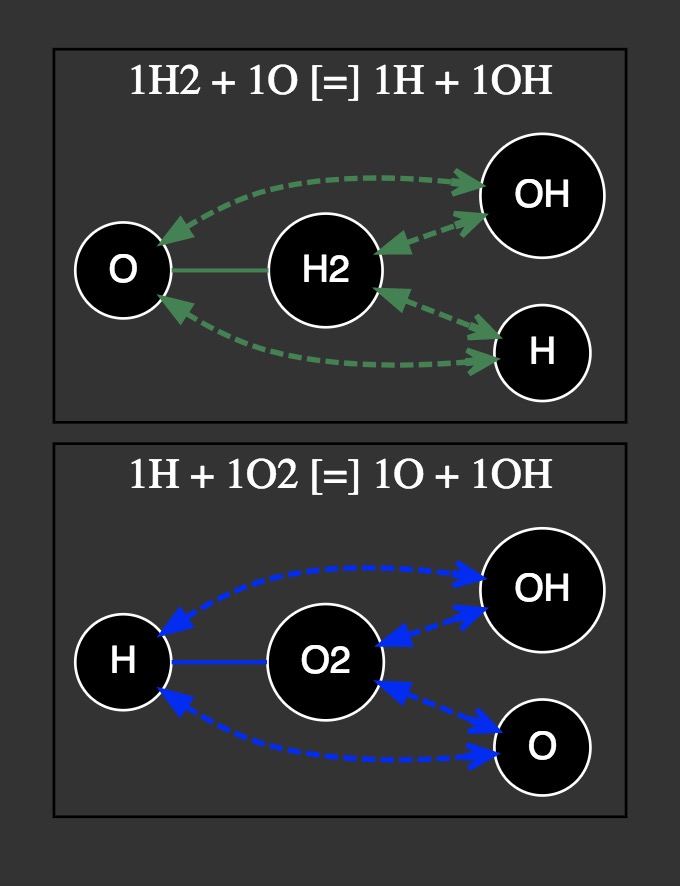 1H2 + 1O [=] 1H + 1OH
OH
O
H2
H
1H + 1O2 [=] 1O + 1OH
OH
H
O2
O